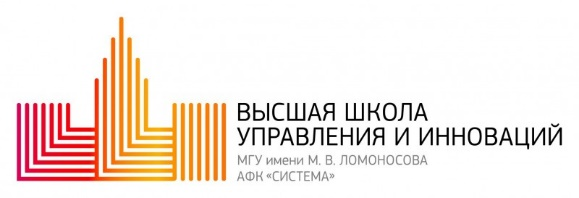 ВЫСШАЯ ШКОЛА
УПРАВЛЕНИЯ И ИННОВАЦИЙ
МГУ имени М. В. ЛОМОНОСОВА
АФК «СИСТЕМА»